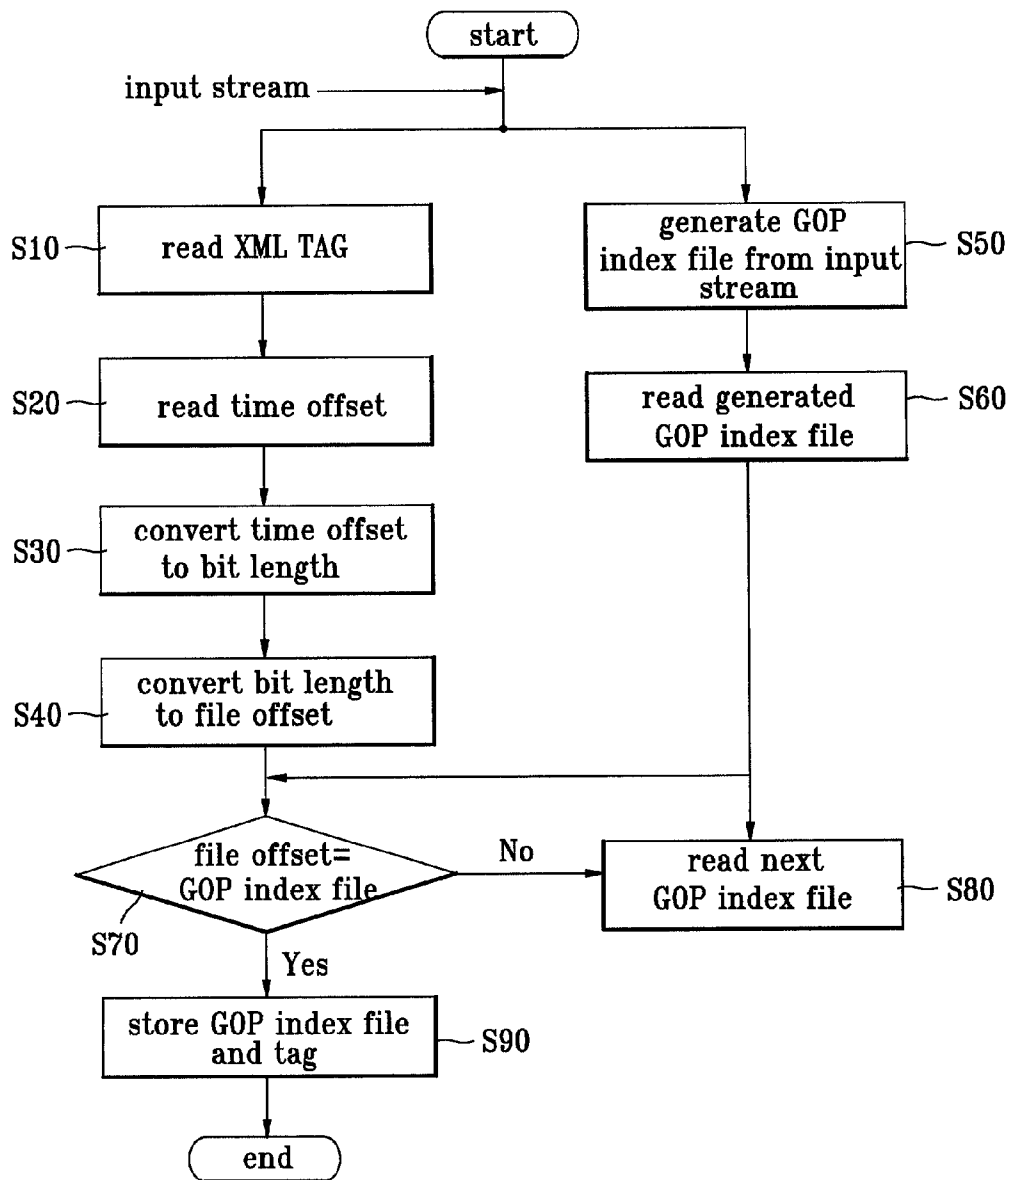 start
input stream
S10
read XML TAG
generate GOP
index file from input
stream
S50
S20
read time offset
read generated
GOP index file
S60
S30
convert time offset
to bit length
S40
convert bit length
to file offset
file offset=
GOP index file
S70
No
read next
GOP index file
S80
Yes
store GOP index file
and tag
S90
end